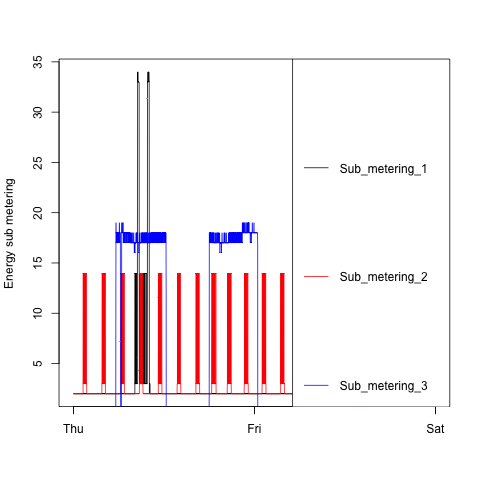 Energy sub metering
35
30
25
20
15
10
5
Sub_metering_1
Sub_metering_2
Sub_metering_3
Thu
Fri
Sat